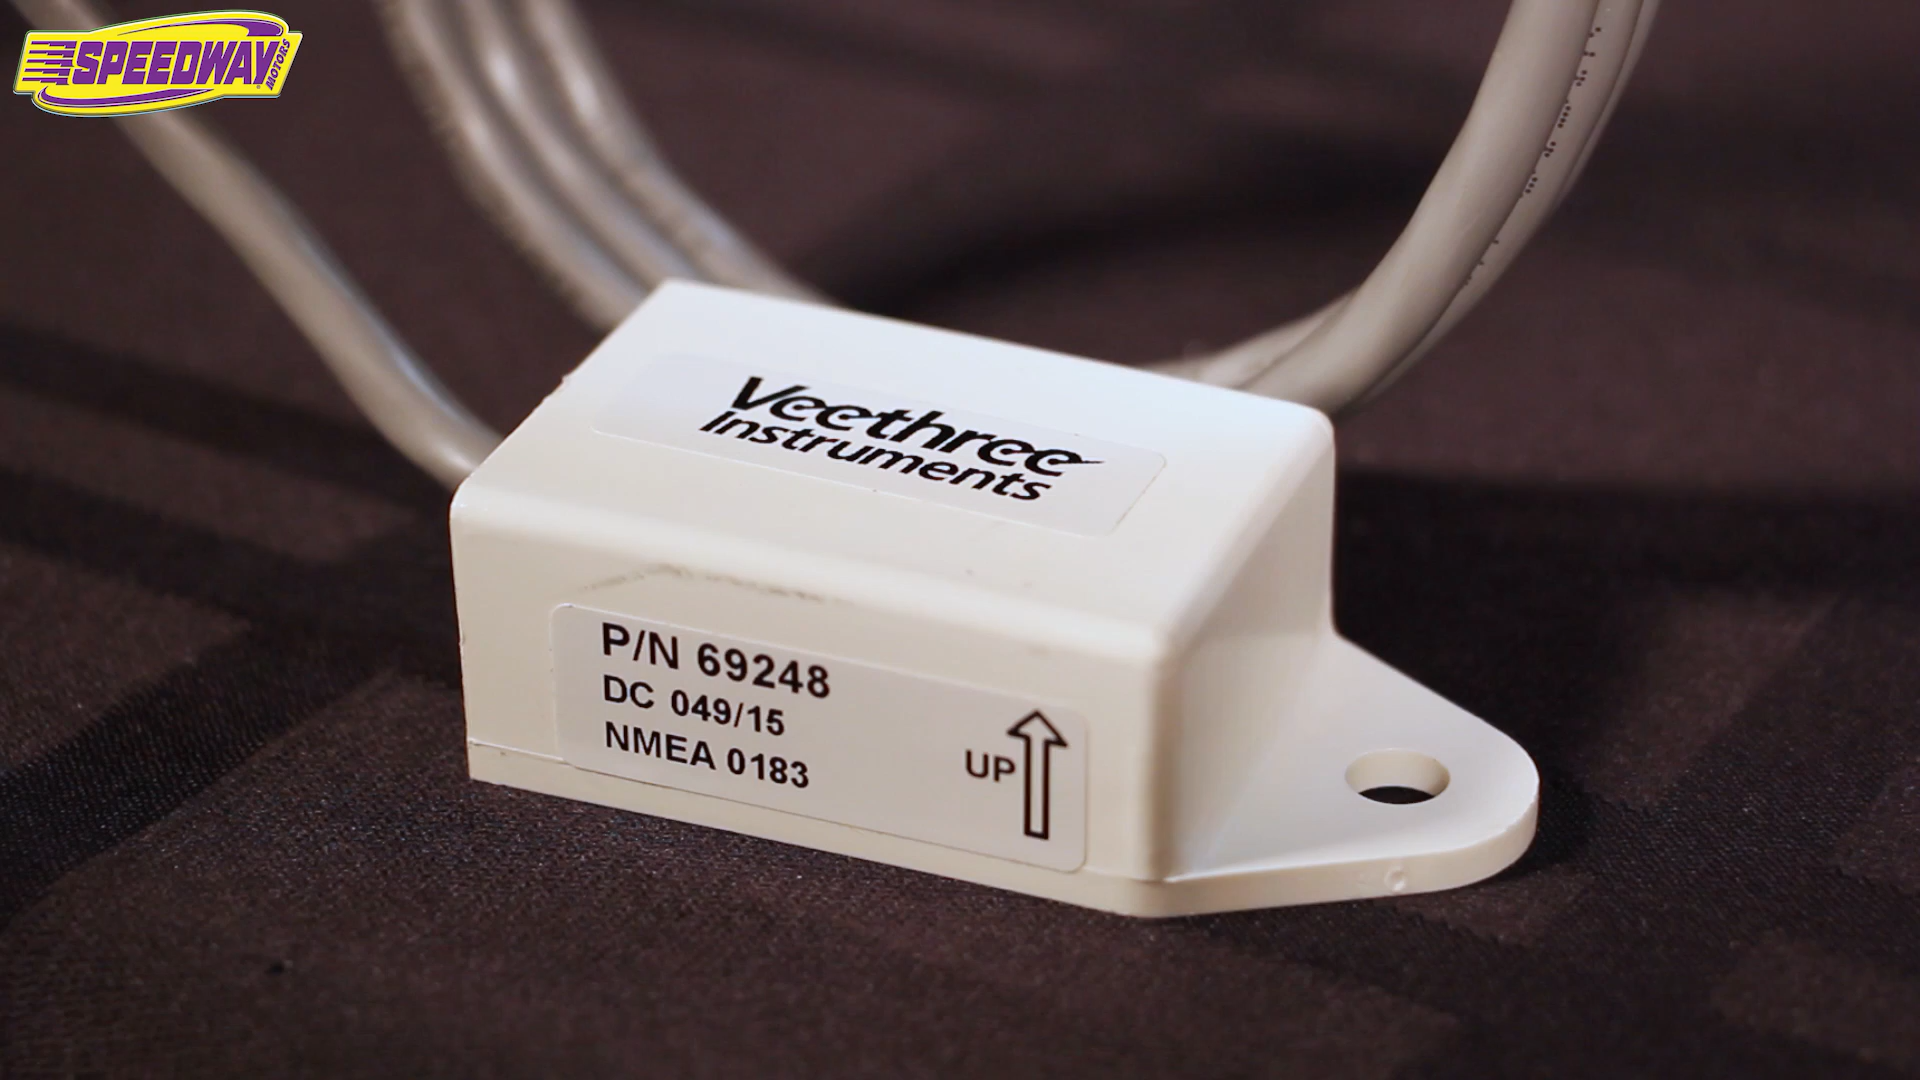 SPEEDWAY
MOTORS
Veethree
Instruments
P/N 69248
DC 049/15
NMEA 0183
UP